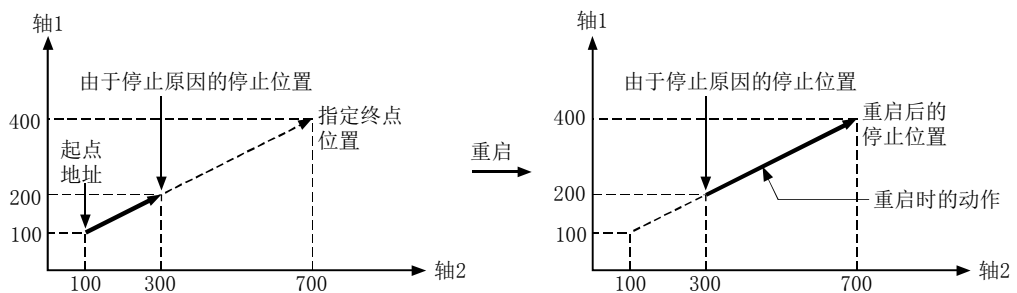 轴1
由于停止原因的停止位置
400
指定终点
位置
起点
地址
200
100
100
300
700
轴2
重启
轴1
由于停止原因的停止位置
400
重启后的
停止位置
200
重启时的动作
100
100
300
700
轴2